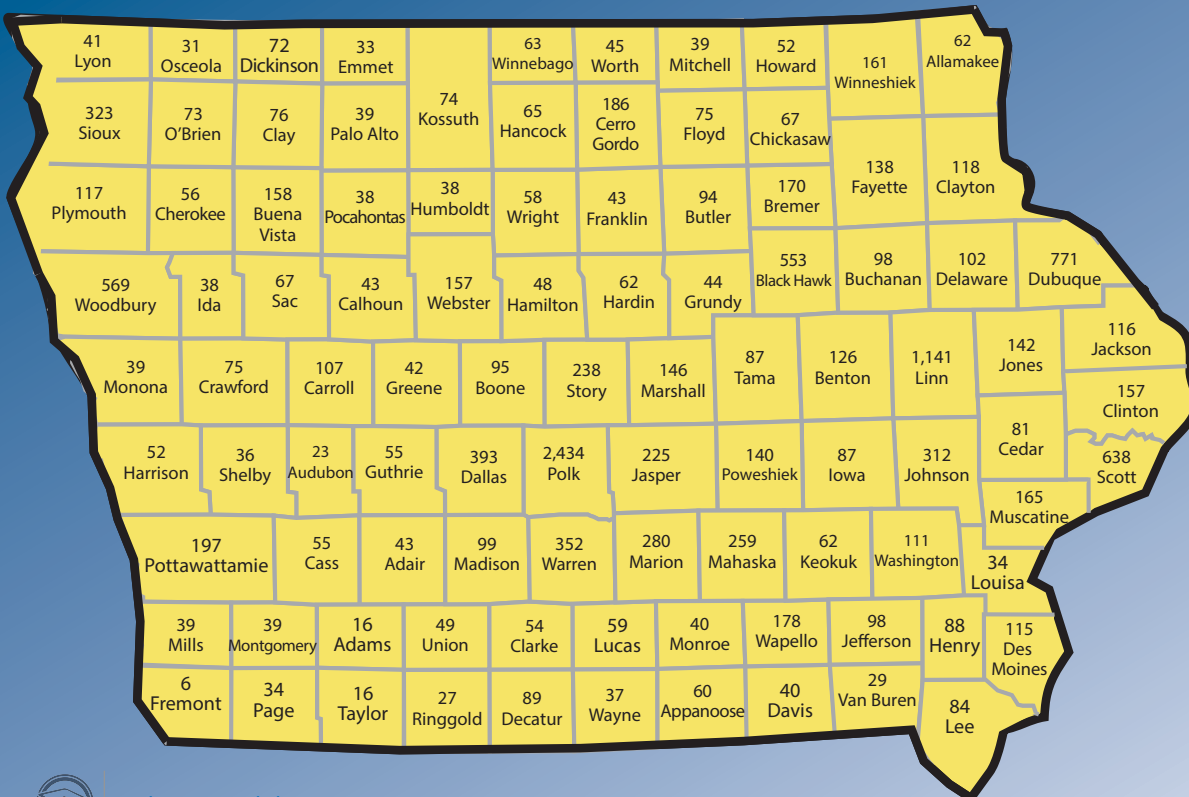 41
Lyon
31
Osceola
72
Dickinson
33
Emmet
74
Kossuth
63
Winnebago
45
Worth
39
Mitchell
52
Howard
161
Winneshiek
62
Allamakee
323
Sioux
73
O'Brien
76
Clay
39
Palo Alto
65
Hancock
186
Cerro
Gordo
75
Floyd
67
Chickasaw
138
Fayette
118
Clayton
117
Plymouth
56
Cherokee
158
Buena
Vista
38
Pocahontas
38
Humboldt
58
Wright
43
Franklin
94
Butler
170
Bremer
553
Black Hawk
98
Buchanan
102
Delaware
771
Dubuque
569
Woodbury
38
Ida
67
Sac
43
Calhoun
157
Webster
48
Hamilton
62
Hardin
44
Grundy
39
Monona
75
Crawford
107
Carroll
42
Greene
95
Boone
238
Story
146
Marshall
87
Tama
126
Benton
1,141
Linn
142
Jones
116
Jackson
157
Clinton
52
Harrison
36
Shelby
23
Audubon
55
Guthrie
393
Dallas
2,434
Polk
225
Jasper
140
Poweshiek
87
Iowa
312
Johnson
81
Cedar
638
Scott
165
Muscatine
197
Pottawattamie
55
Cass
43
Adair
99
Madison
352
Warren
280
Marion
259
Mahaska
62
Keokuk
111
Washington
34
Louisa
39
Mills
39
Montgomery
16
Adams
49
Union
54
Clarke
59
Lucas
40
Monroe
178
Wapello
98
Jefferson
88
Henry
115
Des
Moines
6
Fremont
34
Page
16
Taylor
27
Ringgold
89
Decatur
37
Wayne
60
Appanoose
40
Davis
29
Van Buren
84
Lee